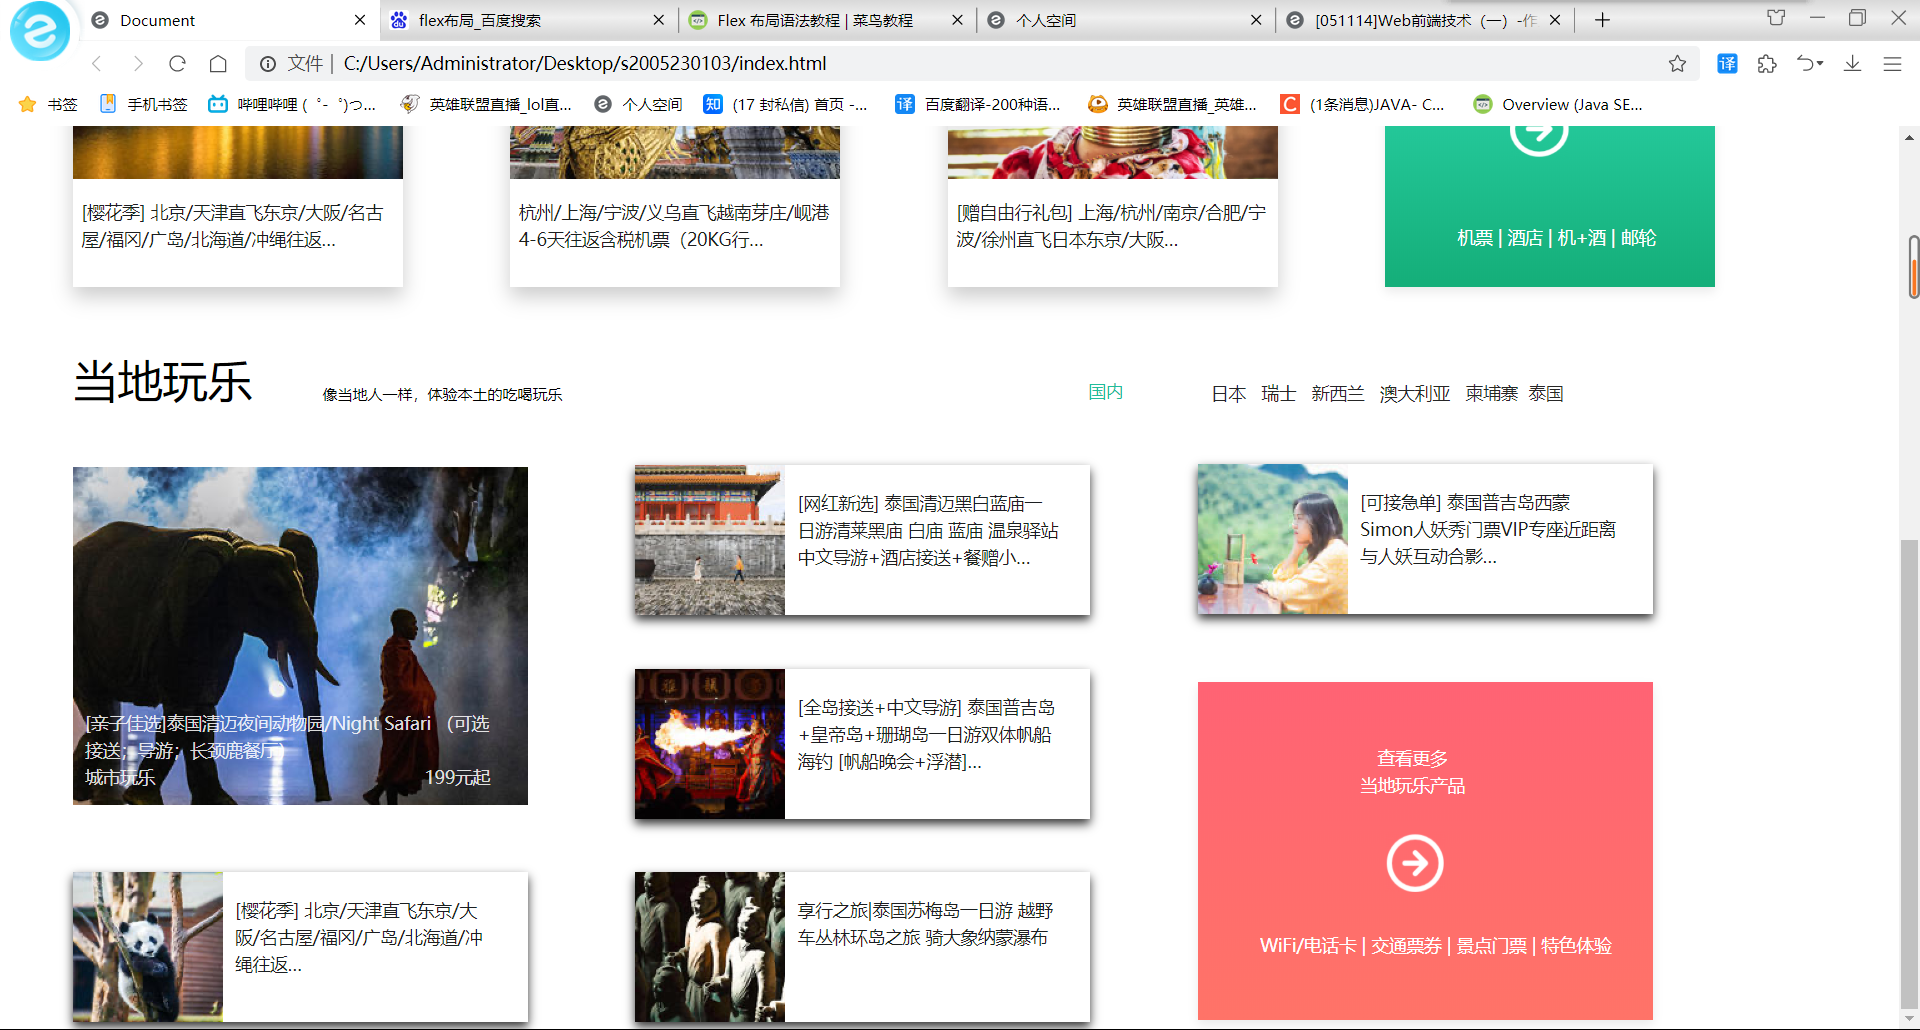 Document
flex布局_百度搜索
Flex 布局语法教程 | 菜鸟教程
个人空间
[051114]Web前端技术（一）-作
文件 | C:/Users/Administrator/Desktop/s2005230103/index.html
译
书签
手机书签
哔哩哔哩 ( ゜- ゜)つ...
英雄联盟直播_lol直...
个人空间
知 (17 封私信) 首页 -...
译 百度翻译-200种语...
英雄联盟直播_英雄...
C (1条消息)JAVA- C...
Overview (Java SE...
[樱花季] 北京/天津直飞东京/大阪/名古
屋/福冈/广岛/北海道/冲绳往返...
杭州/上海/宁波/义乌直飞越南芽庄/岘港
4-6天往返含税机票（20KG行...
[赠自由行礼包] 上海/杭州/南京/合肥/宁
波/徐州直飞日本东京/大阪...
机票 | 酒店 | 机+酒 | 邮轮
当地玩乐
像当地人一样，体验本土的吃喝玩乐
国内
日本 瑞士 新西兰 澳大利亚 柬埔寨 泰国
[亲子佳选]泰国清迈夜间动物园/Night Safari （可选
接送；导游；长颈鹿餐厅）
城市玩乐 199元起
[网红新选] 泰国清迈黑白蓝庙一
日游清莱黑庙 白庙 蓝庙 温泉驿站
中文导游+酒店接送+餐赠小...
[可接急单] 泰国普吉岛西蒙
Simon人妖秀门票VIP专座近距离
与人妖互动合影...
[全岛接送+中文导游] 泰国普吉岛
+皇帝岛+珊瑚岛一日游双体帆船
海钓 [帆船晚会+浮潜]...
查看更多
当地玩乐产品
WiFi/电话卡 | 交通票券 | 景点门票 | 特色体验
[樱花季] 北京/天津直飞东京/大
阪/名古屋/福冈/广岛/北海道/冲
绳往返...
享行之旅|泰国苏梅岛一日游 越野
车丛林环岛之旅 骑大象纳蒙瀑布